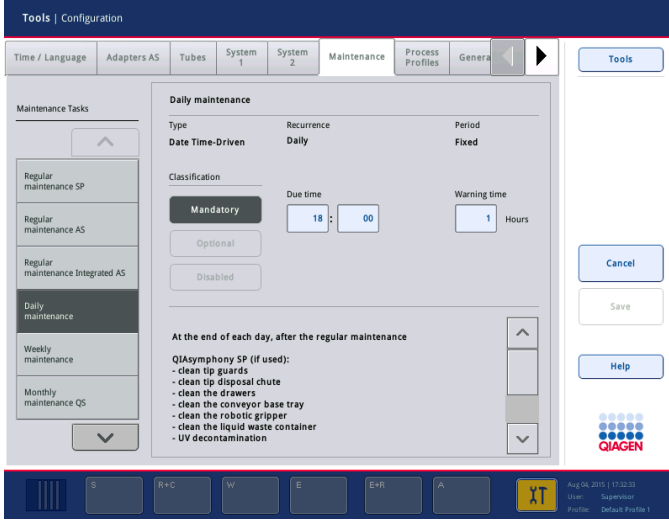 Tools | Configuration
Time / Language
Adapters AS
Tubes
System
1
System
2
Maintenance
Process
Profiles
Genera
Tools
Maintenance Tasks
Regular
maintenance SP
Regular
maintenance AS
Regular
maintenance Integrated AS
Daily
maintenance
Weekly
maintenance
Monthly
maintenance QS
Daily maintenance
Type
Recurrence
Period
Date Time-Driven
Daily
Fixed
Classification
Mandatory
Optional
Disabled
Due time
18 : 00
Warning time
1 Hours
At the end of each day, after the regular maintenance
QIAsymphony SP (if used):
- clean tip guards
- clean tip disposal chute
- clean the drawers
- clean the conveyor base tray
- clean the robotic gripper
- clean the liquid waste container
- UV decontamination
Cancel
Save
Help
QIAGEN
S
R+C
W
E
E+R
A
Aug 04, 2015 | 17:32:33
User: Supervisor
Profile: Default Profile 1